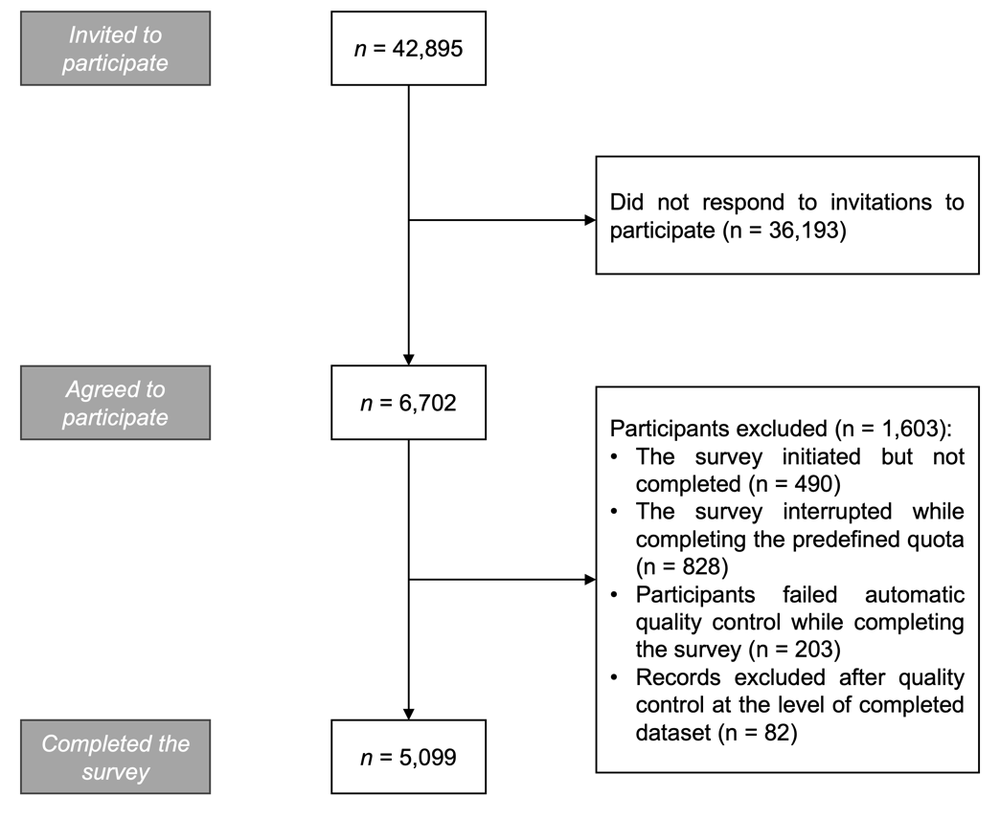 Invited to
participate
n = 42,895
Did not respond to invitations to
participate (n = 36,193)
Agreed to
participate
n = 6,702
Participants excluded (n = 1,603):
• The survey initiated but not
completed (n = 490)
• The survey interrupted while
completing the predefined quota
(n = 828)
• Participants failed automatic
quality control while completing
the survey (n = 203)
• Records excluded after quality
control at the level of completed
dataset (n = 82)
Completed the
survey
n = 5,099